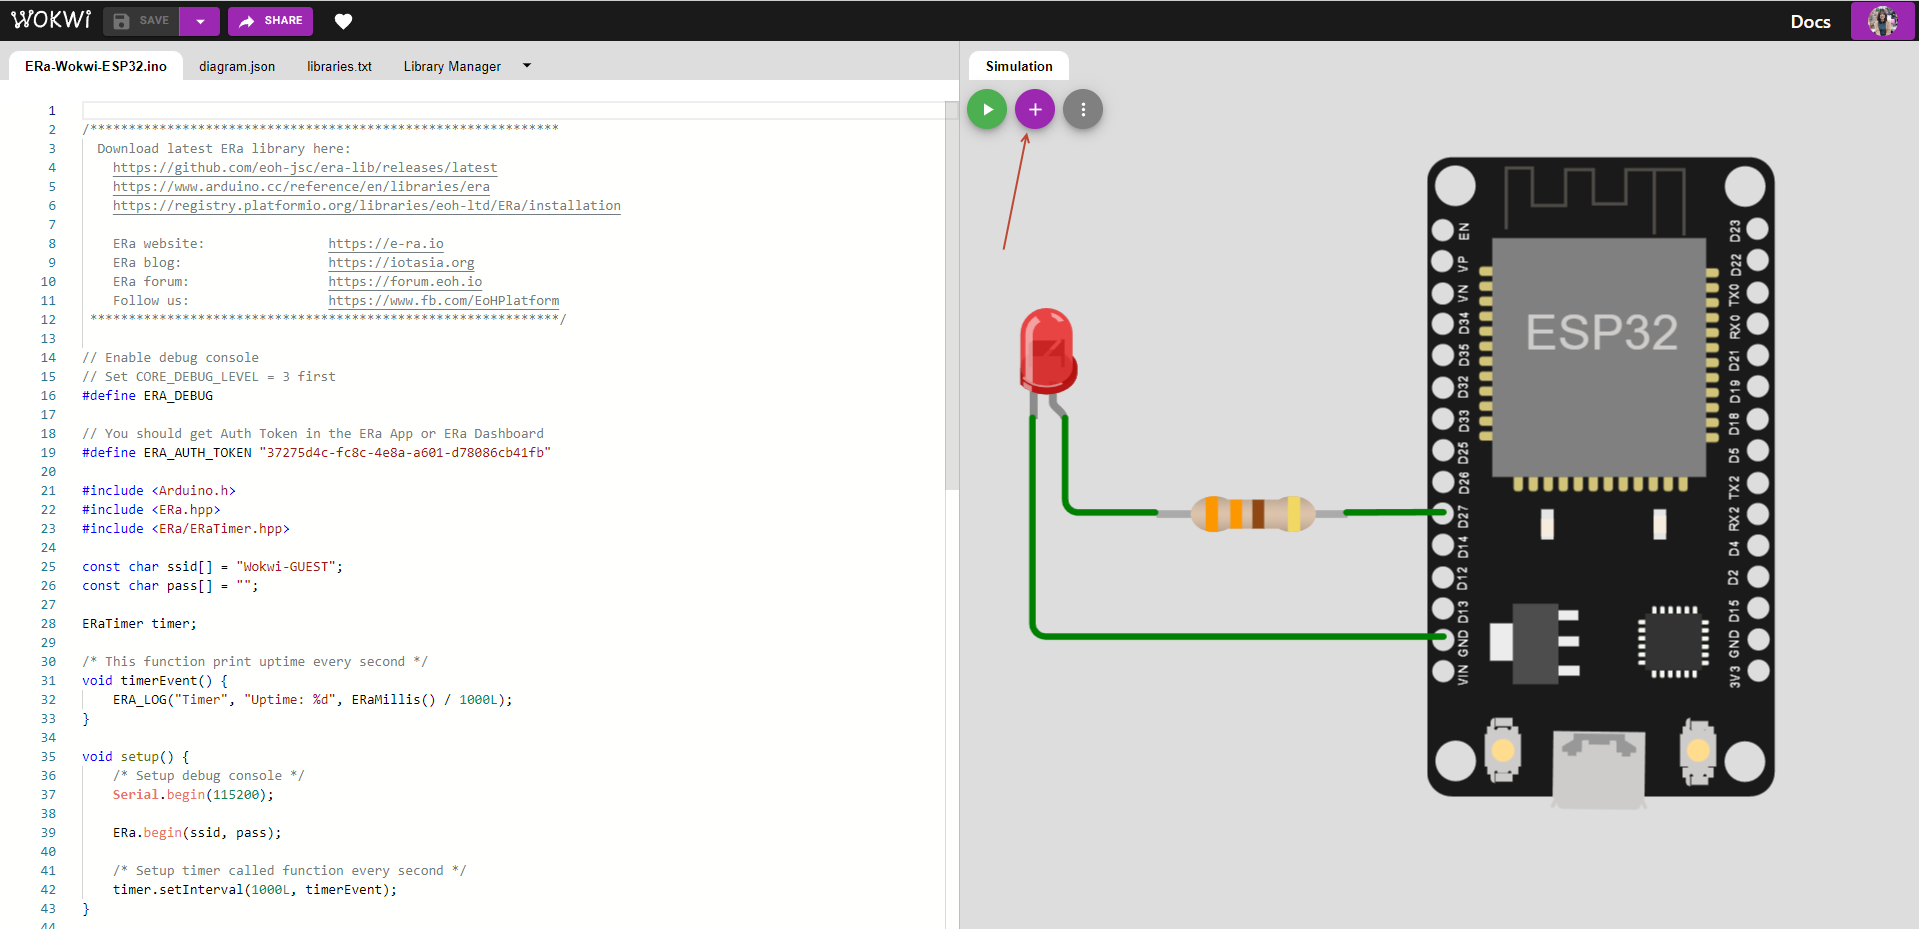 WOKWi SAVE SHARE Docs
ERa-Wokwi-ESP32.ino diagram.json libraries.txt Library Manager
Simulation
1
2 /*************************************************************
3 Download latest ERa library here:
4 https://github.com/eoh-jsc/era-lib/releases/latest
5 https://www.arduino.cc/reference/en/libraries/era
6 https://registry.platformio.org/libraries/eoh-ltd/ERa/installation
7
8 ERa website: https://e-ra.io
9 ERa blog: https://iotasia.org
10 ERa forum: https://forum.eoh.io
11 Follow us: https://www.fb.com/EoHPlatform
12 *************************************************************/
13
14 // Enable debug console
15 // Set CORE_DEBUG_LEVEL = 3 first
16 #define ERA_DEBUG
17
18 // You should get Auth Token in the ERa App or ERa Dashboard
19 #define ERA_AUTH_TOKEN "37275d4c-fc8c-4e8a-a601-d78086cb41fb"
20
21 #include <Arduino.h>
22 #include <ERa.hpp>
23 #include <ERa/ERaTimer.hpp>
24
25 const char ssid[] = "Wokwi-GUEST";
26 const char pass[] = "";
27
28 ERaTimer timer;
29
30 /* This function print uptime every second */
31 void timerEvent() {
32 ERA_LOG("Timer", "Uptime: %d", ERaMillis() / 1000L);
33 }
34
35 void setup() {
36 /* Setup debug console */
37 Serial.begin(115200);
38
39 ERa.begin(ssid, pass);
40
41 /* Setup timer called function every second */
42 timer.setInterval(1000L, timerEvent);
43 }
44
ESP32
EN
VP
VN
D34
D35
D32
D33
D25
D26
D27
D14
D12
D13
GND
VIN
D23
D22
TX0
RX0
D21
D19
D18
D5
TX2
RX2
D4
D2
D15
GND
3V3